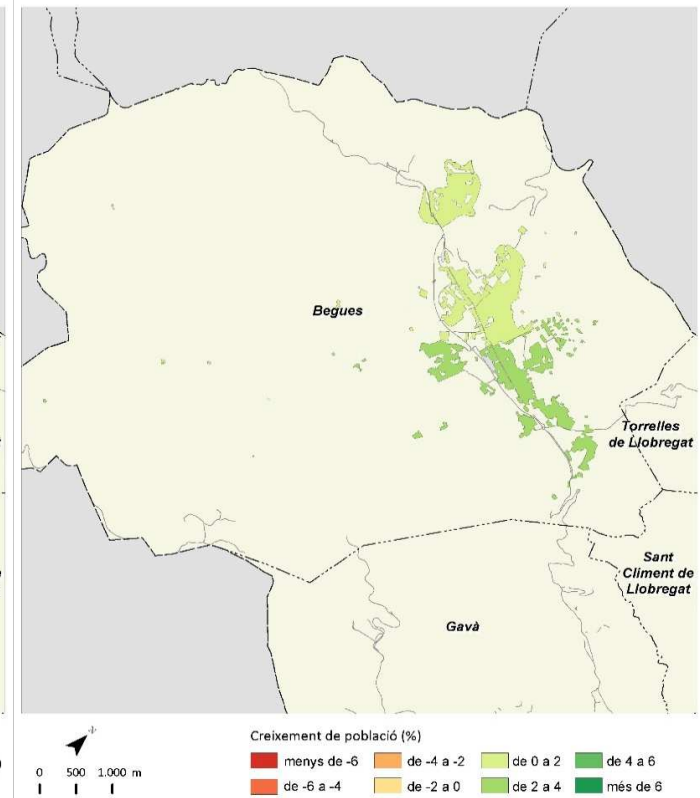 Begues
Torrelles
de Llobregat
Sant
Climent de
Llobregat
Gavà
Creixement de població (%)
menys de -6
de -4 a -2
de 0 a 2
de 4 a 6
de -6 a -4
de -2 a 0
de 2 a 4
més de 6
0 500 1.000 m